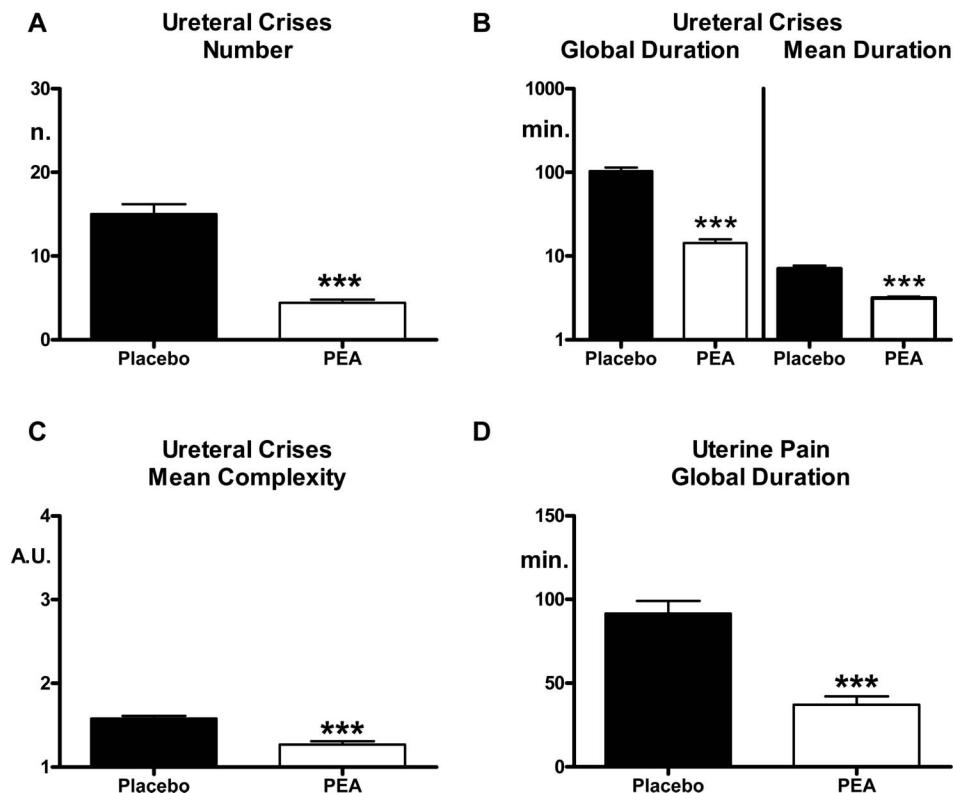 A
Ureteral Crises
Number
30
n.
20
10
0
***
Placebo
PEA
B
Ureteral Crises
Global Duration
Mean Duration
1000
min.
100
10
1
***
***
Placebo
PEA
Placebo
PEA
C
Ureteral Crises
Mean Complexity
4
A.U.
3
2
1
***
Placebo
PEA
D
Uterine Pain
Global Duration
150
min.
100
50
0
***
Placebo
PEA